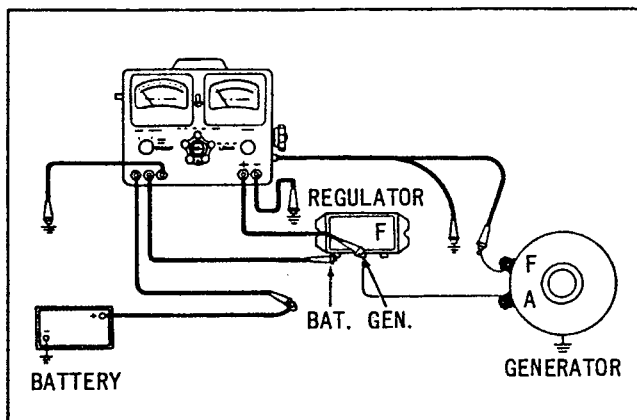 REGULATOR
F
BAT. GEN.
F
A
+
-
BATTERY
GENERATOR